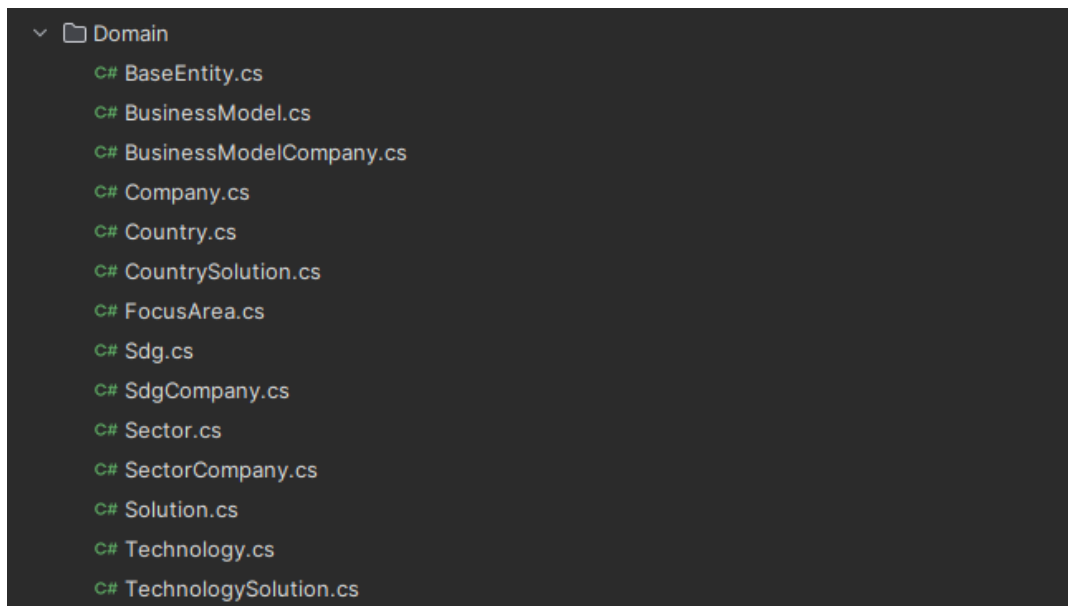 Domain
C# BaseEntity.cs
C# BusinessModel.cs
C# BusinessModelCompany.cs
C# Company.cs
C# Country.cs
C# CountrySolution.cs
C# FocusArea.cs
C# Sdg.cs
C# SdgCompany.cs
C# Sector.cs
C# SectorCompany.cs
C# Solution.cs
C# Technology.cs
C# TechnologySolution.cs